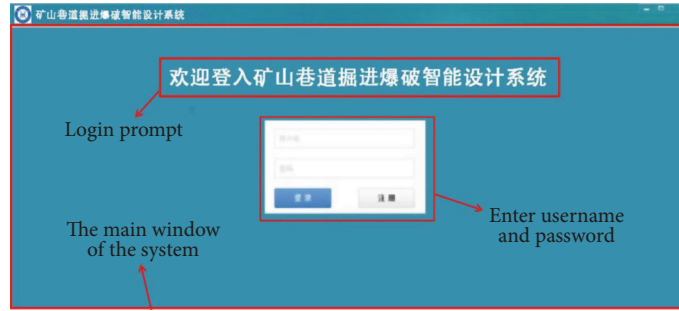 矿山巷道掘进爆破智能设计系统
欢迎登入矿山巷道掘进爆破智能设计系统
Login prompt
用户名
密码
登录 注册
Enter username
and password
The main window
of the system